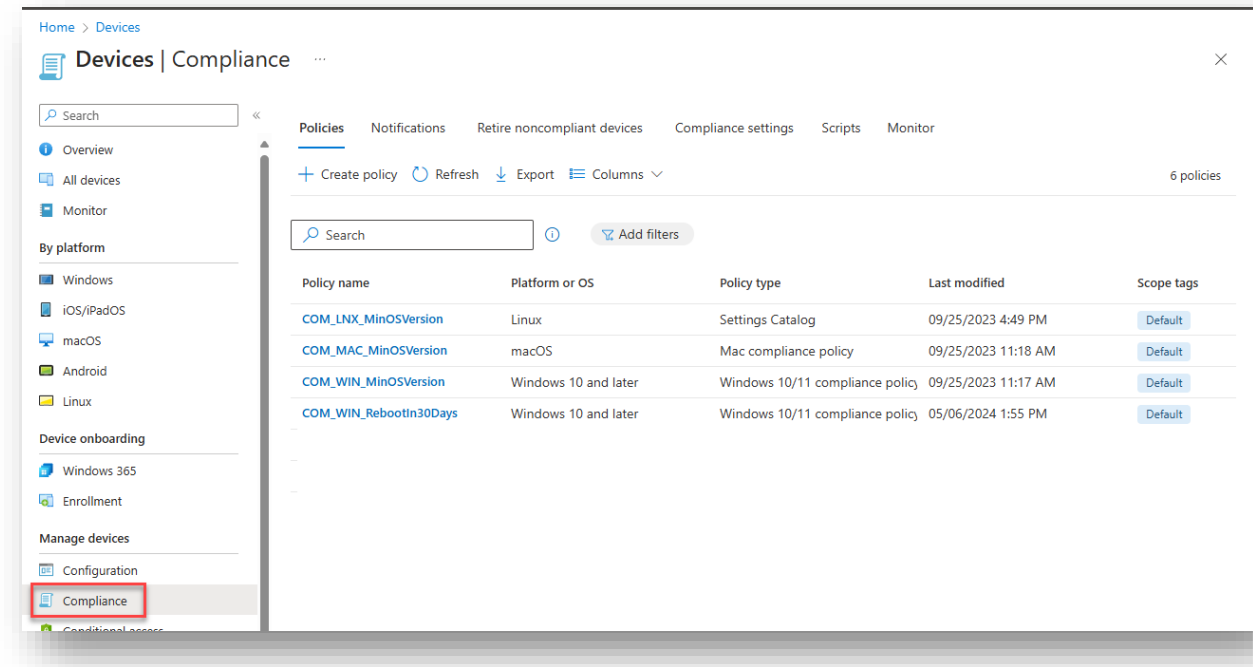 Home > Devices
Devices | Compliance ...
Search «
Overview
All devices
Monitor
By platform
Windows
iOS/iPadOS
macOS
Android
Linux
Device onboarding
Windows 365
Enrollment
Manage devices
Configuration
Compliance
Conditional access
Policies Notifications Retire noncompliant devices Compliance settings Scripts Monitor
Create policy Refresh Export Columns 6 policies
Search Add filters
Policy name Platform or OS Policy type Last modified Scope tags
COM_LNX_MinOSVersion Linux Settings Catalog 09/25/2023 4:49 PM Default
COM_MAC_MinOSVersion macOS Mac compliance policy 09/25/2023 11:18 AM Default
COM_WIN_MinOSVersion Windows 10 and later Windows 10/11 compliance policy 09/25/2023 11:17 AM Default
COM_WIN_RebootIn30Days Windows 10 and later Windows 10/11 compliance policy 05/06/2024 1:55 PM Default